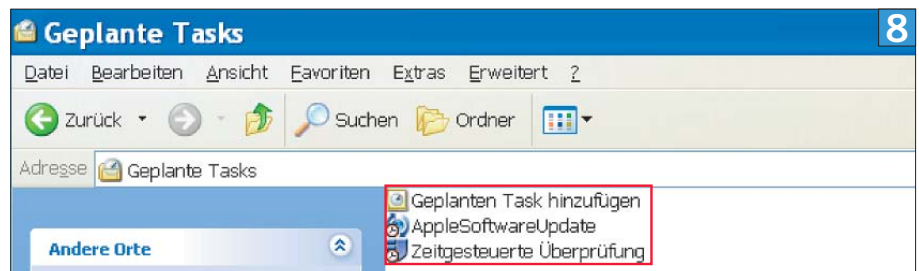 Geplante Tasks
8
Datei Bearbeiten Ansicht Favoriten Extras Erweitert ?
Zurück Suchen Ordner
Adresse Geplante Tasks
Geplanten Task hinzufügen
AppleSoftwareUpdate
Andere Orte
Zeitgesteuerte Überprüfung